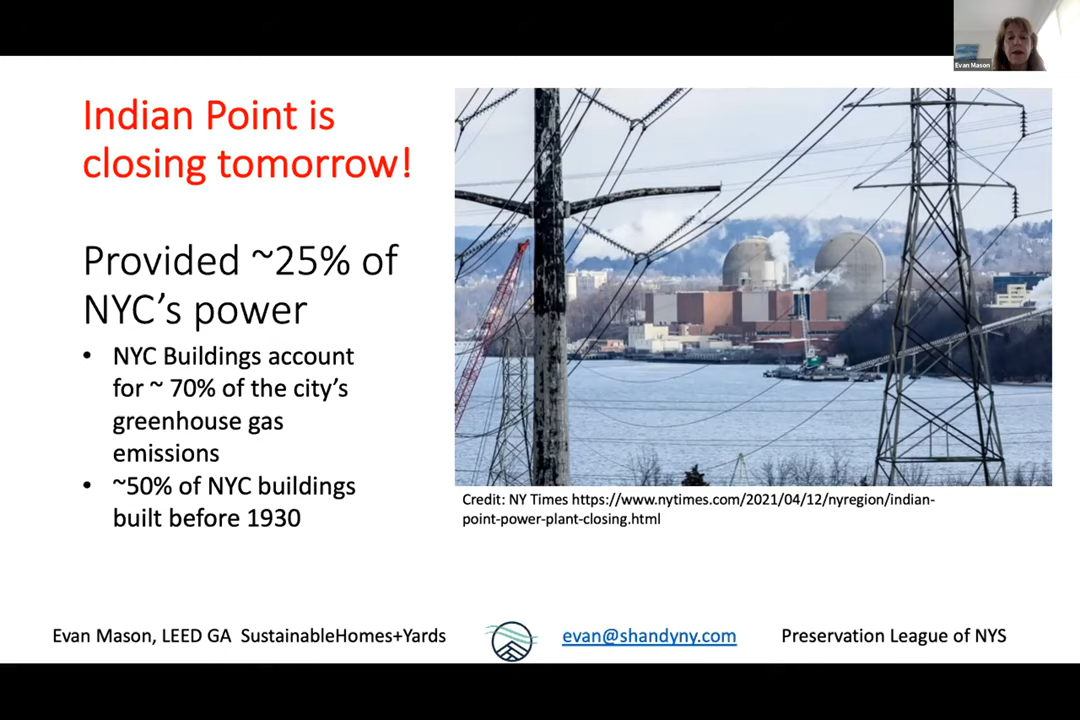 Evan Mason
Indian Point is
closing tomorrow!
Provided ~25% of
NYC's power
• NYC Buildings account
for ~ 70% of the city's
greenhouse gas
emissions
• ~50% of NYC buildings
built before 1930
Credit: NY Times https://www.nytimes.com/2021/04/12/nyregion/indian-
point-power-plant-closing.html
Evan Mason, LEED GA SustainableHomes+Yards
evan@shandyny.com
Preservation League of NYS